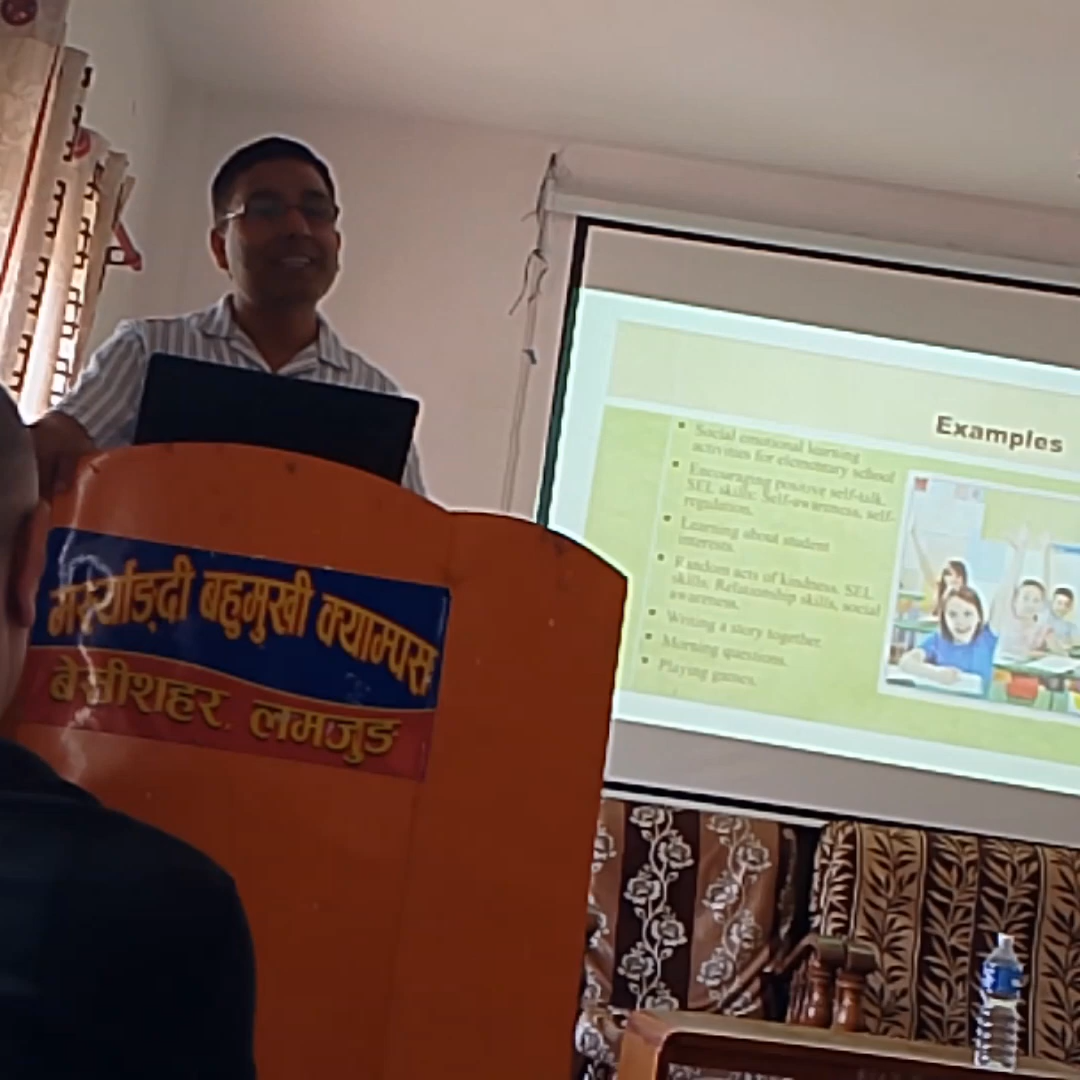 मर्स्याङ्दी बहुमुखी क्याम्पस
बेसीशहर, लमजुङ
Examples
Social emotional learning
activities for elementary school
Encouraging positive self-talk.
SEL skills: Self-awareness, self-
regulation.
Learning about student
interests.
Random acts of kindness. SEL
skills: Relationship skills, social
awareness.
Writing a story together.
Morning questions.
Playing games.